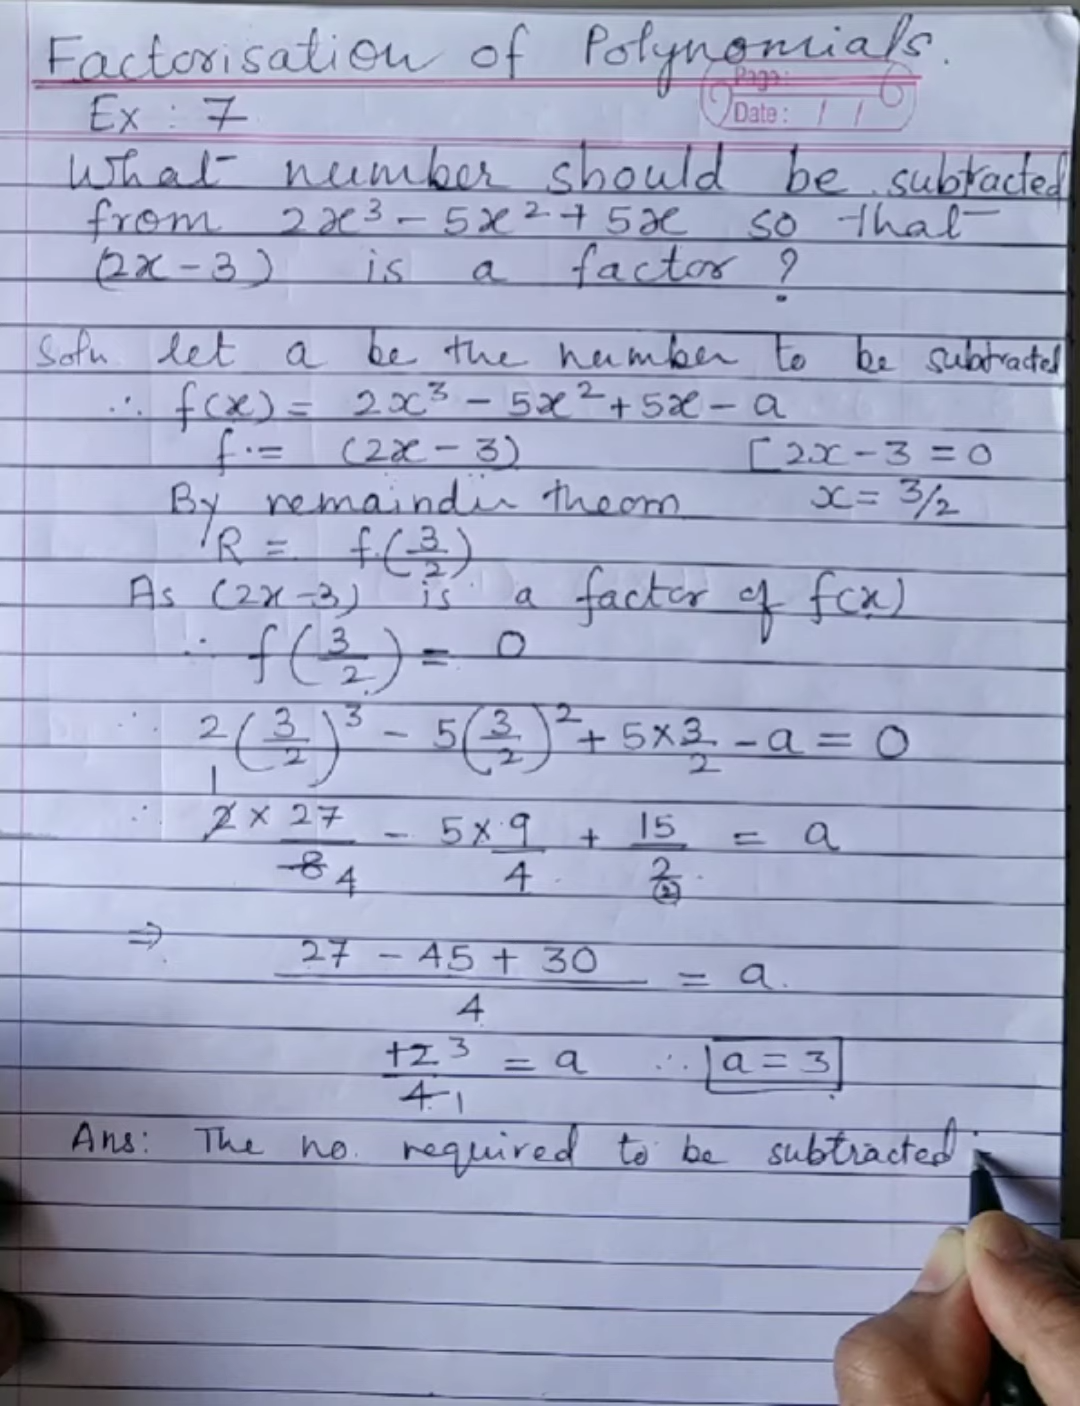 Factorisation of Polynomials.
Page:
Ex : 7
Date: / /
What number should be subtracted
from 2x³ - 5x² + 5x so that
(2x - 3) is a factor ?
Soln let a be the number to be subtracted
∴ f(x) = 2x³ - 5x² + 5x - a
f.= (2x - 3) [2x - 3 = 0
By remainder theorm x = 3/2
R = f.(3/2)
As (2x-3) is a factor of f(x)
∴ f(3/2) = 0
∴ 2(3/2)³ - 5(3/2)² + 5×3/2 - a = 0
1
∴ 2 × 27/8 4 - 5×9/4 + 15/2 (2) = a
⇒ 27 - 45 + 30 / 4 = a.
+12 3 / 4 1 = a ∴ a = 3
Ans: The no. required to be subtracted